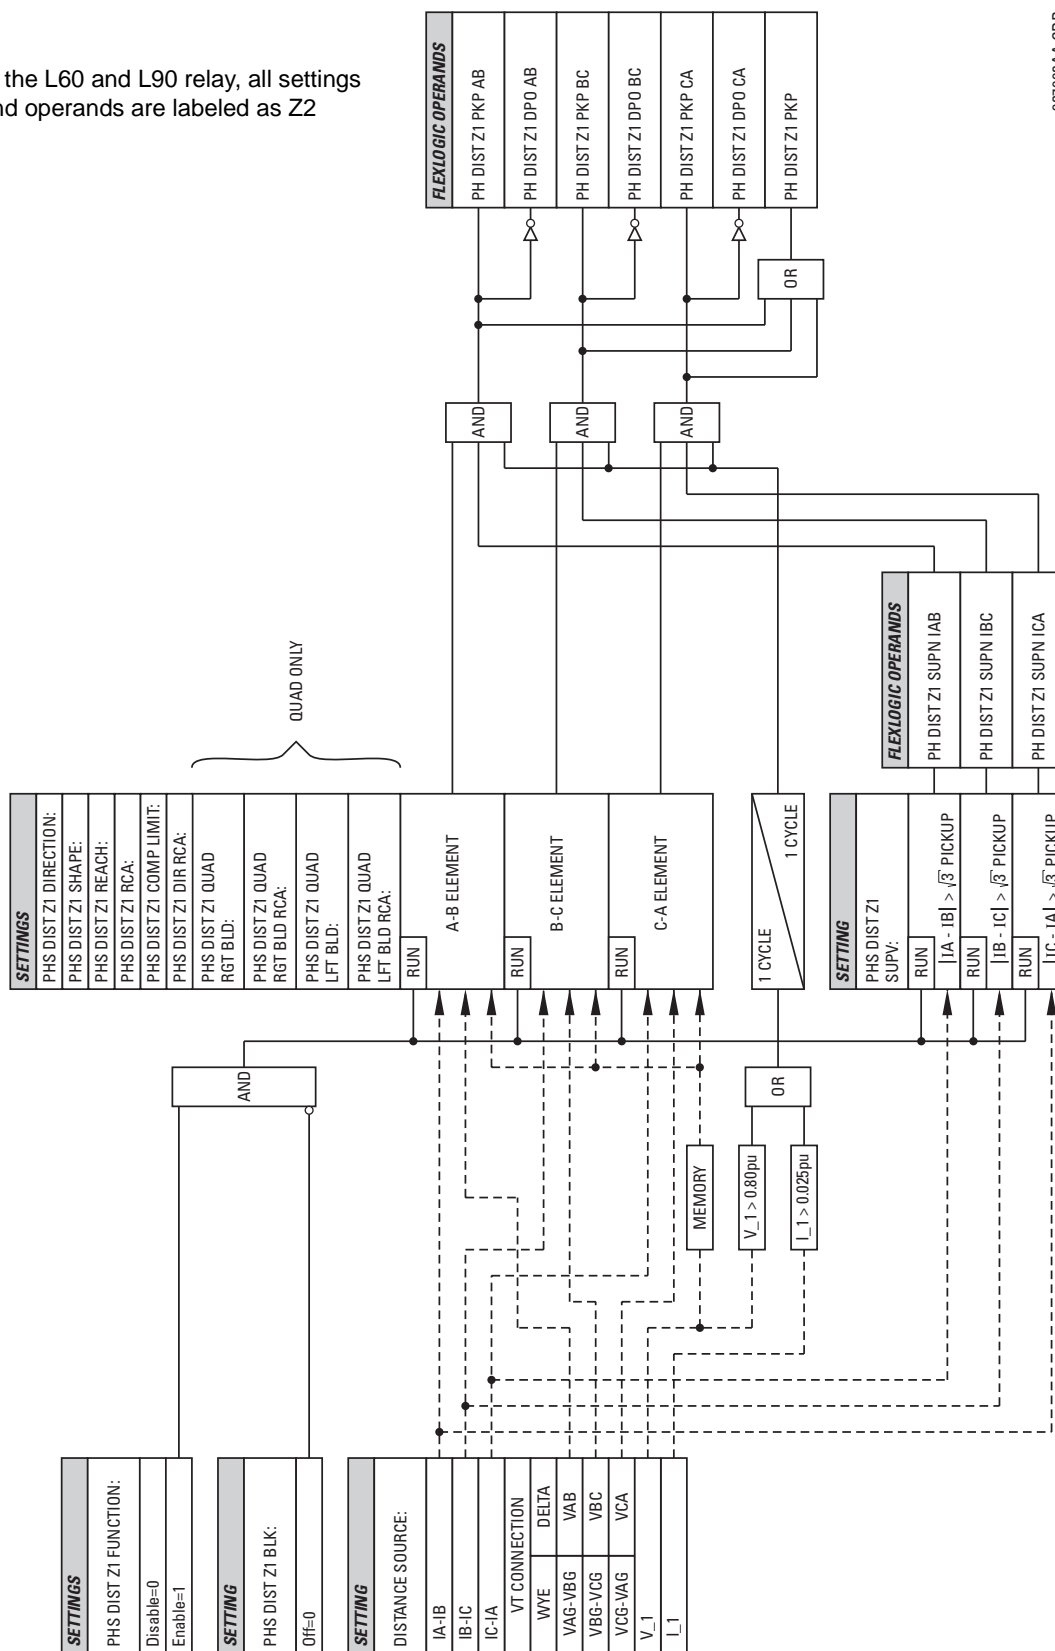 the L60 and L90 relay, all settings
nd operands are labeled as Z2
SETTINGS
PHS DIST Z1 FUNCTION:
Disable=0
Enable=1
SETTING
PHS DIST Z1 BLK:
Off=0
SETTING
DISTANCE SOURCE:
IA-IB
IB-IC
IC-IA
VT CONNECTION
WYE DELTA
VAG-VBG VAB
VBG-VCG VBC
VCG-VAG VCA
V_1
I_1
AND
MEMORY
V_1 > 0.80pu
I_1 > 0.025pu
OR
SETTINGS
PHS DIST Z1 DIRECTION:
PHS DIST Z1 SHAPE:
PHS DIST Z1 REACH:
PHS DIST Z1 RCA:
PHS DIST Z1 COMP LIMIT:
PHS DIST Z1 DIR RCA:
PHS DIST Z1 QUAD
RGT BLD:
PHS DIST Z1 QUAD
RGT BLD RCA:
PHS DIST Z1 QUAD
LFT BLD:
PHS DIST Z1 QUAD
LFT BLD RCA:
RUN
A-B ELEMENT
RUN
B-C ELEMENT
RUN
C-A ELEMENT
QUAD ONLY
1 CYCLE
1 CYCLE
SETTING
PHS DIST Z1
SUPV:
RUN
|IA - IB| > √3 PICKUP
RUN
|IB - IC| > √3 PICKUP
RUN
|IC - IA| > √3 PICKUP
FLEXLOGIC OPERANDS
PH DIST Z1 SUPN IAB
PH DIST Z1 SUPN IBC
PH DIST Z1 SUPN ICA
AND
AND
AND
OR
FLEXLOGIC OPERANDS
PH DIST Z1 PKP AB
PH DIST Z1 DPO AB
PH DIST Z1 PKP BC
PH DIST Z1 DPO BC
PH DIST Z1 PKP CA
PH DIST Z1 DPO CA
PH DIST Z1 PKP